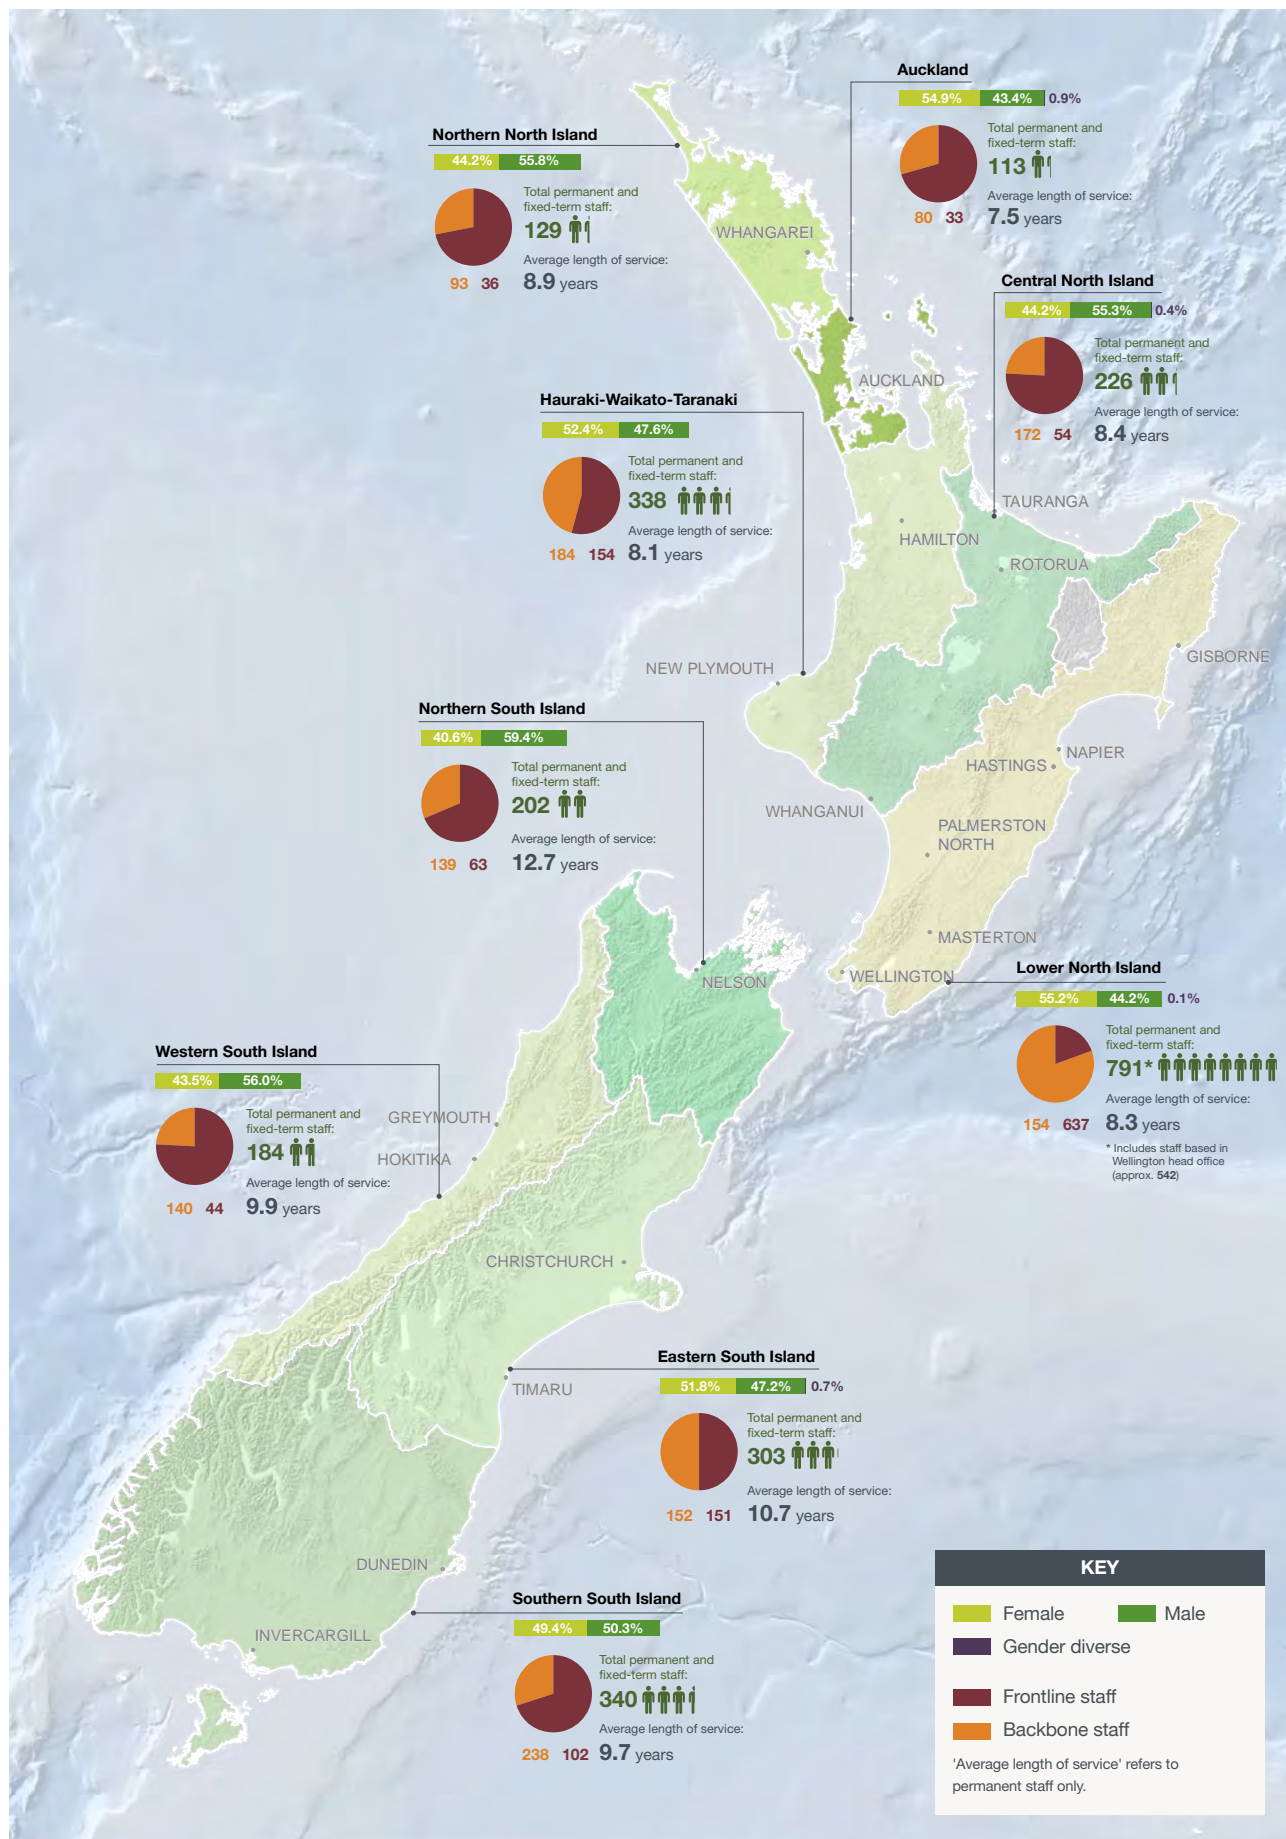 Auckland
54.9% 43.4% 0.9%
Total permanent and
fixed-term staff:
113
Average length of service:
7.5 years
80 33
Northern North Island
44.2% 55.8%
Total permanent and
fixed-term staff:
129
Average length of service:
8.9 years
93 36
WHANGAREI
Central North Island
44.2% 55.3% 0.4%
Total permanent and
fixed-term staff:
226
Average length of service:
8.4 years
172 54
AUCKLAND
Hauraki-Waikato-Taranaki
52.4% 47.6%
Total permanent and
fixed-term staff:
338
Average length of service:
8.1 years
184 154
TAURANGA
HAMILTON
ROTORUA
GISBORNE
NEW PLYMOUTH
Northern South Island
40.6% 59.4%
Total permanent and
fixed-term staff:
202
Average length of service:
12.7 years
139 63
NAPIER
HASTINGS
WHANGANUI
PALMERSTON
NORTH
MASTERTON
WELLINGTON
NELSON
Lower North Island
55.2% 44.2% 0.1%
Total permanent and
fixed-term staff:
791*
Average length of service:
8.3 years
154 637
* Includes staff based in
Wellington head office
(approx. 542)
Western South Island
43.5% 56.0%
Total permanent and
fixed-term staff:
184
Average length of service:
9.9 years
140 44
GREYMOUTH
HOKITIKA
CHRISTCHURCH
Eastern South Island
51.8% 47.2% 0.7%
Total permanent and
fixed-term staff:
303
Average length of service:
10.7 years
152 151
TIMARU
DUNEDIN
Southern South Island
49.4% 50.3%
Total permanent and
fixed-term staff:
340
Average length of service:
9.7 years
238 102
INVERCARGILL
KEY
Female Male
Gender diverse
Frontline staff
Backbone staff
'Average length of service' refers to
permanent staff only.